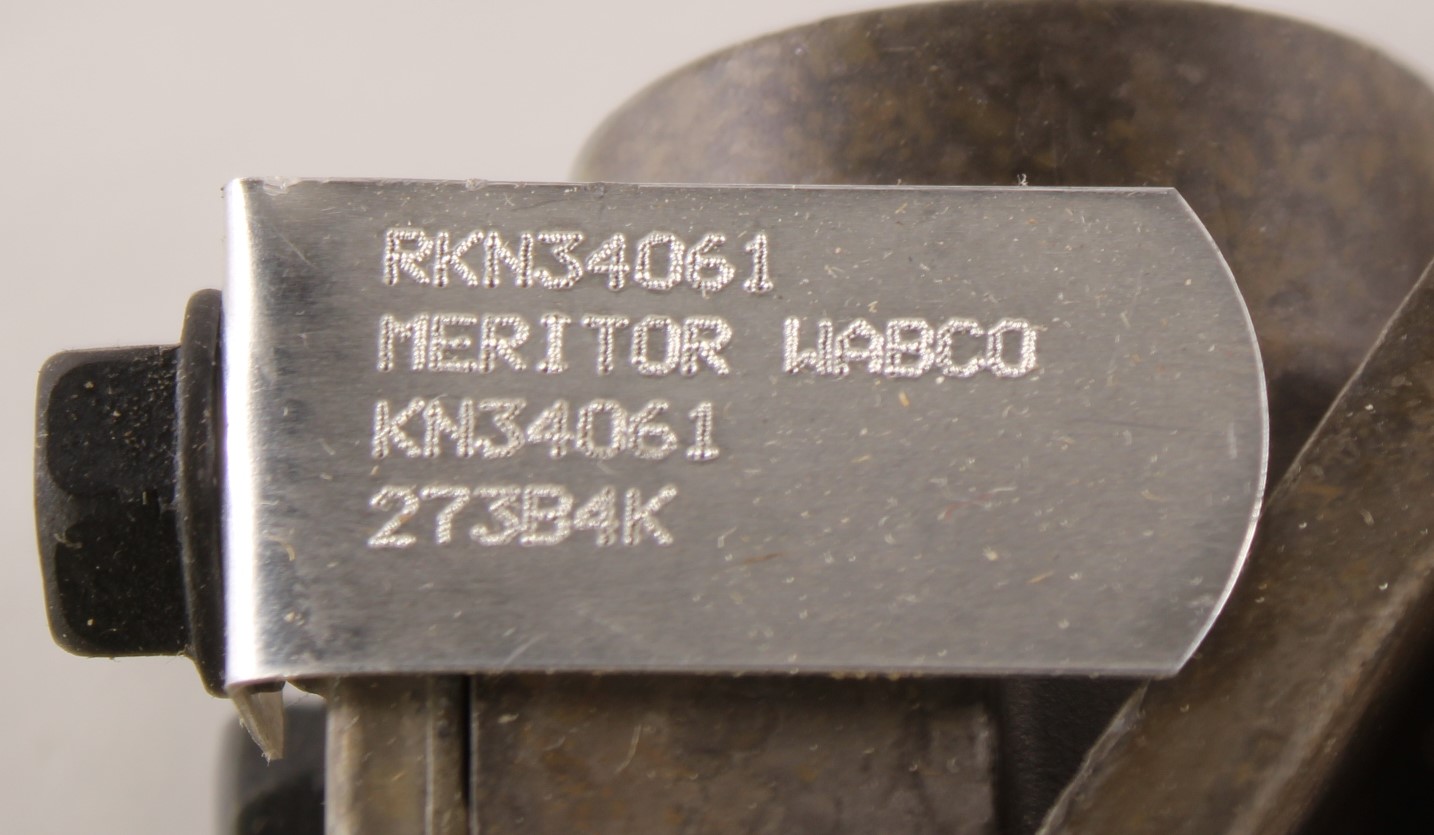 RKN34061
MERITOR WABCO
KN34061
273B4K